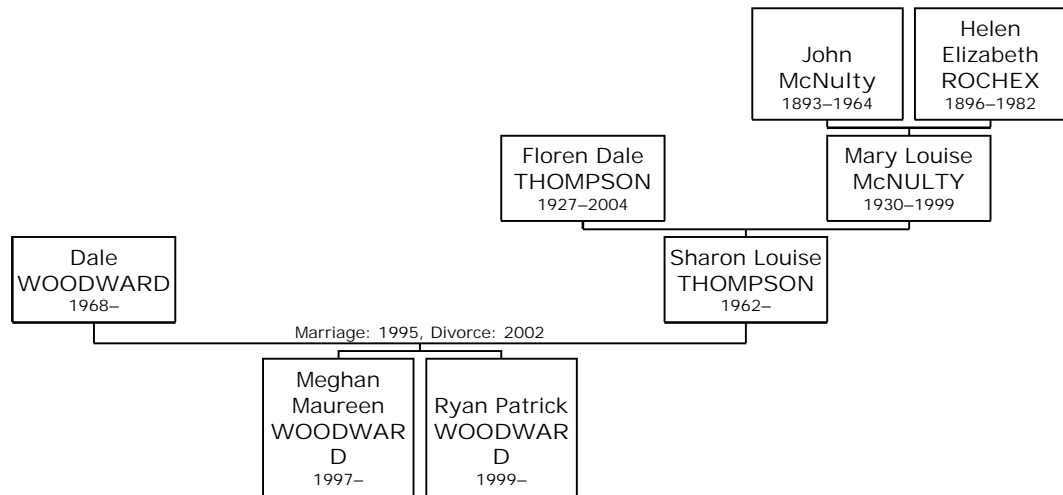 John
McNulty
1893–1964
Helen
Elizabeth
ROCHEX
1896–1982
Floren Dale
THOMPSON
1927–2004
Mary Louise
McNULTY
1930–1999
Dale
WOODWARD
1968–
Sharon Louise
THOMPSON
1962–
Marriage: 1995, Divorce: 2002
Meghan
Maureen
WOODWAR
D
1997–
Ryan Patrick
WOODWAR
D
1999–